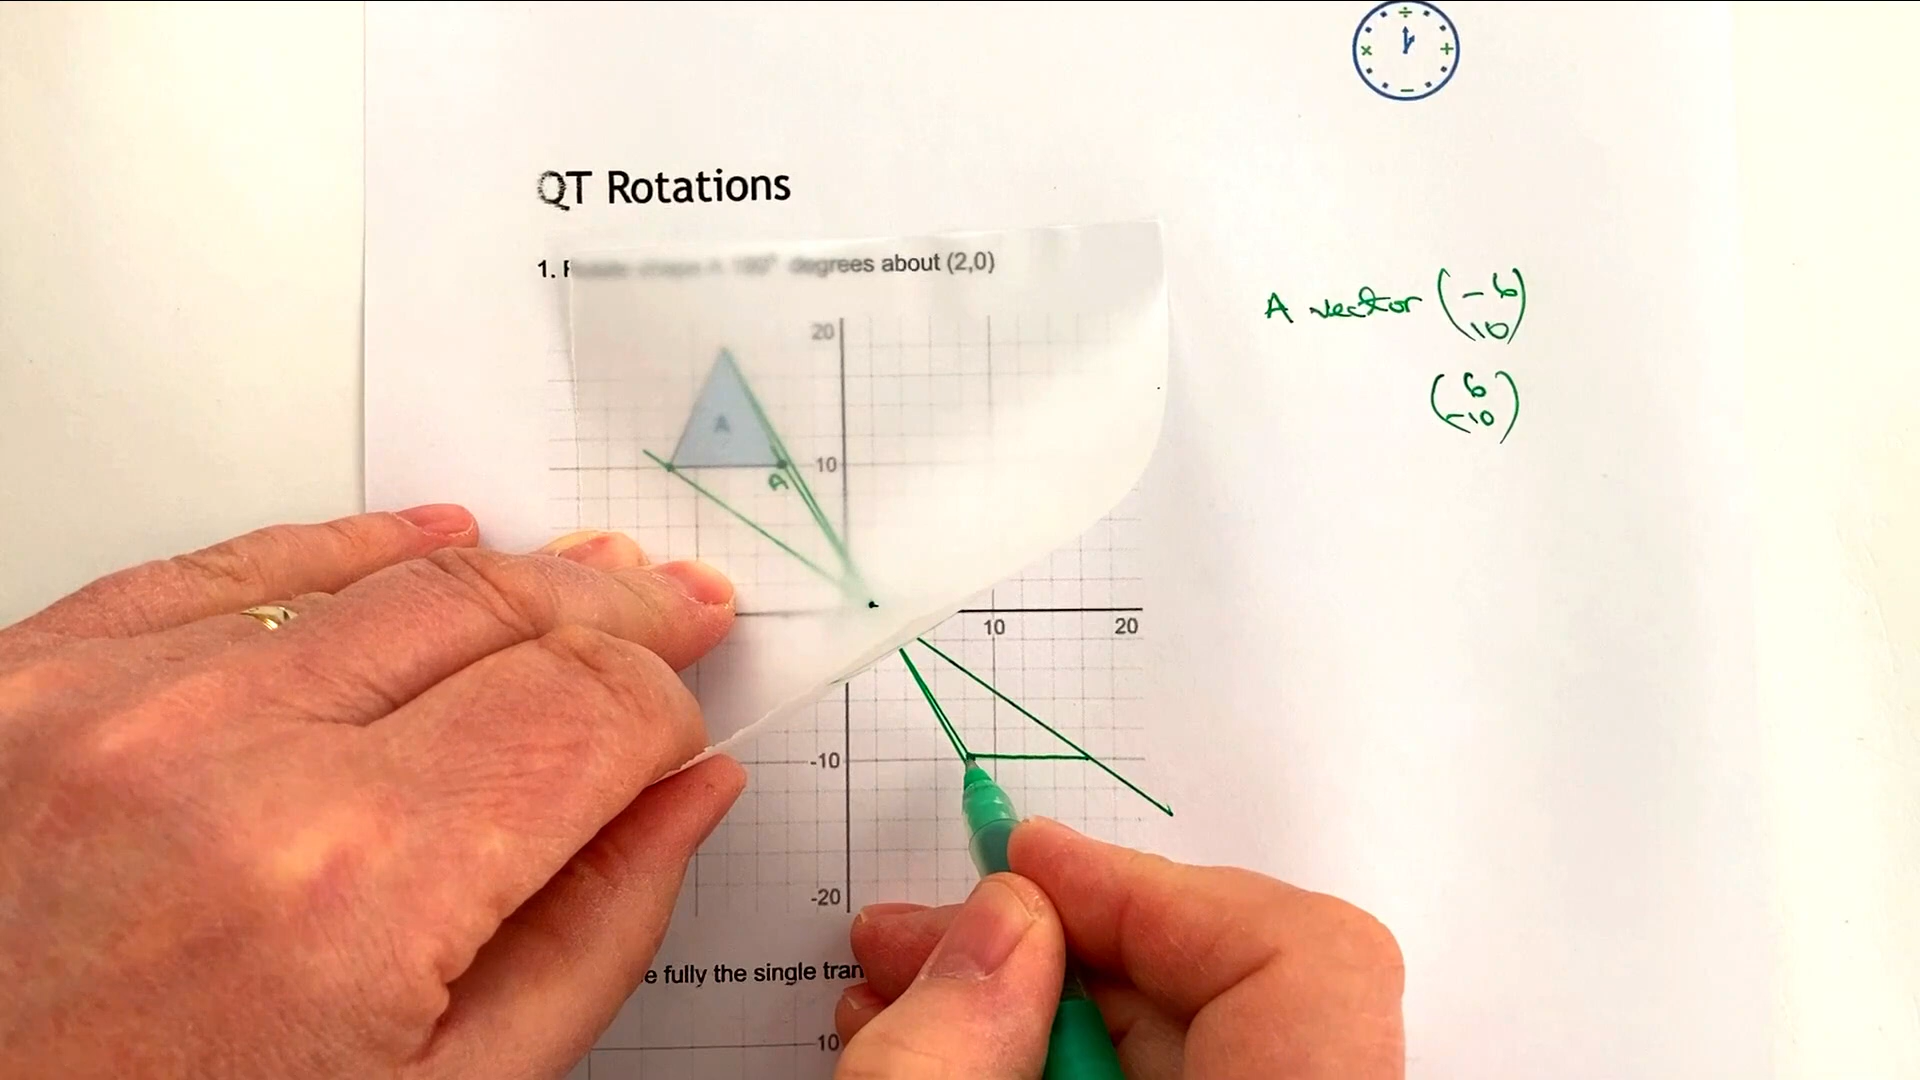 QT Rotations
1. R degrees about (2,0)
A vector (-6
10)
(6
-10)
20
A
A
10
10 20
-10
-20
e fully the single tran
10
÷
× +
−